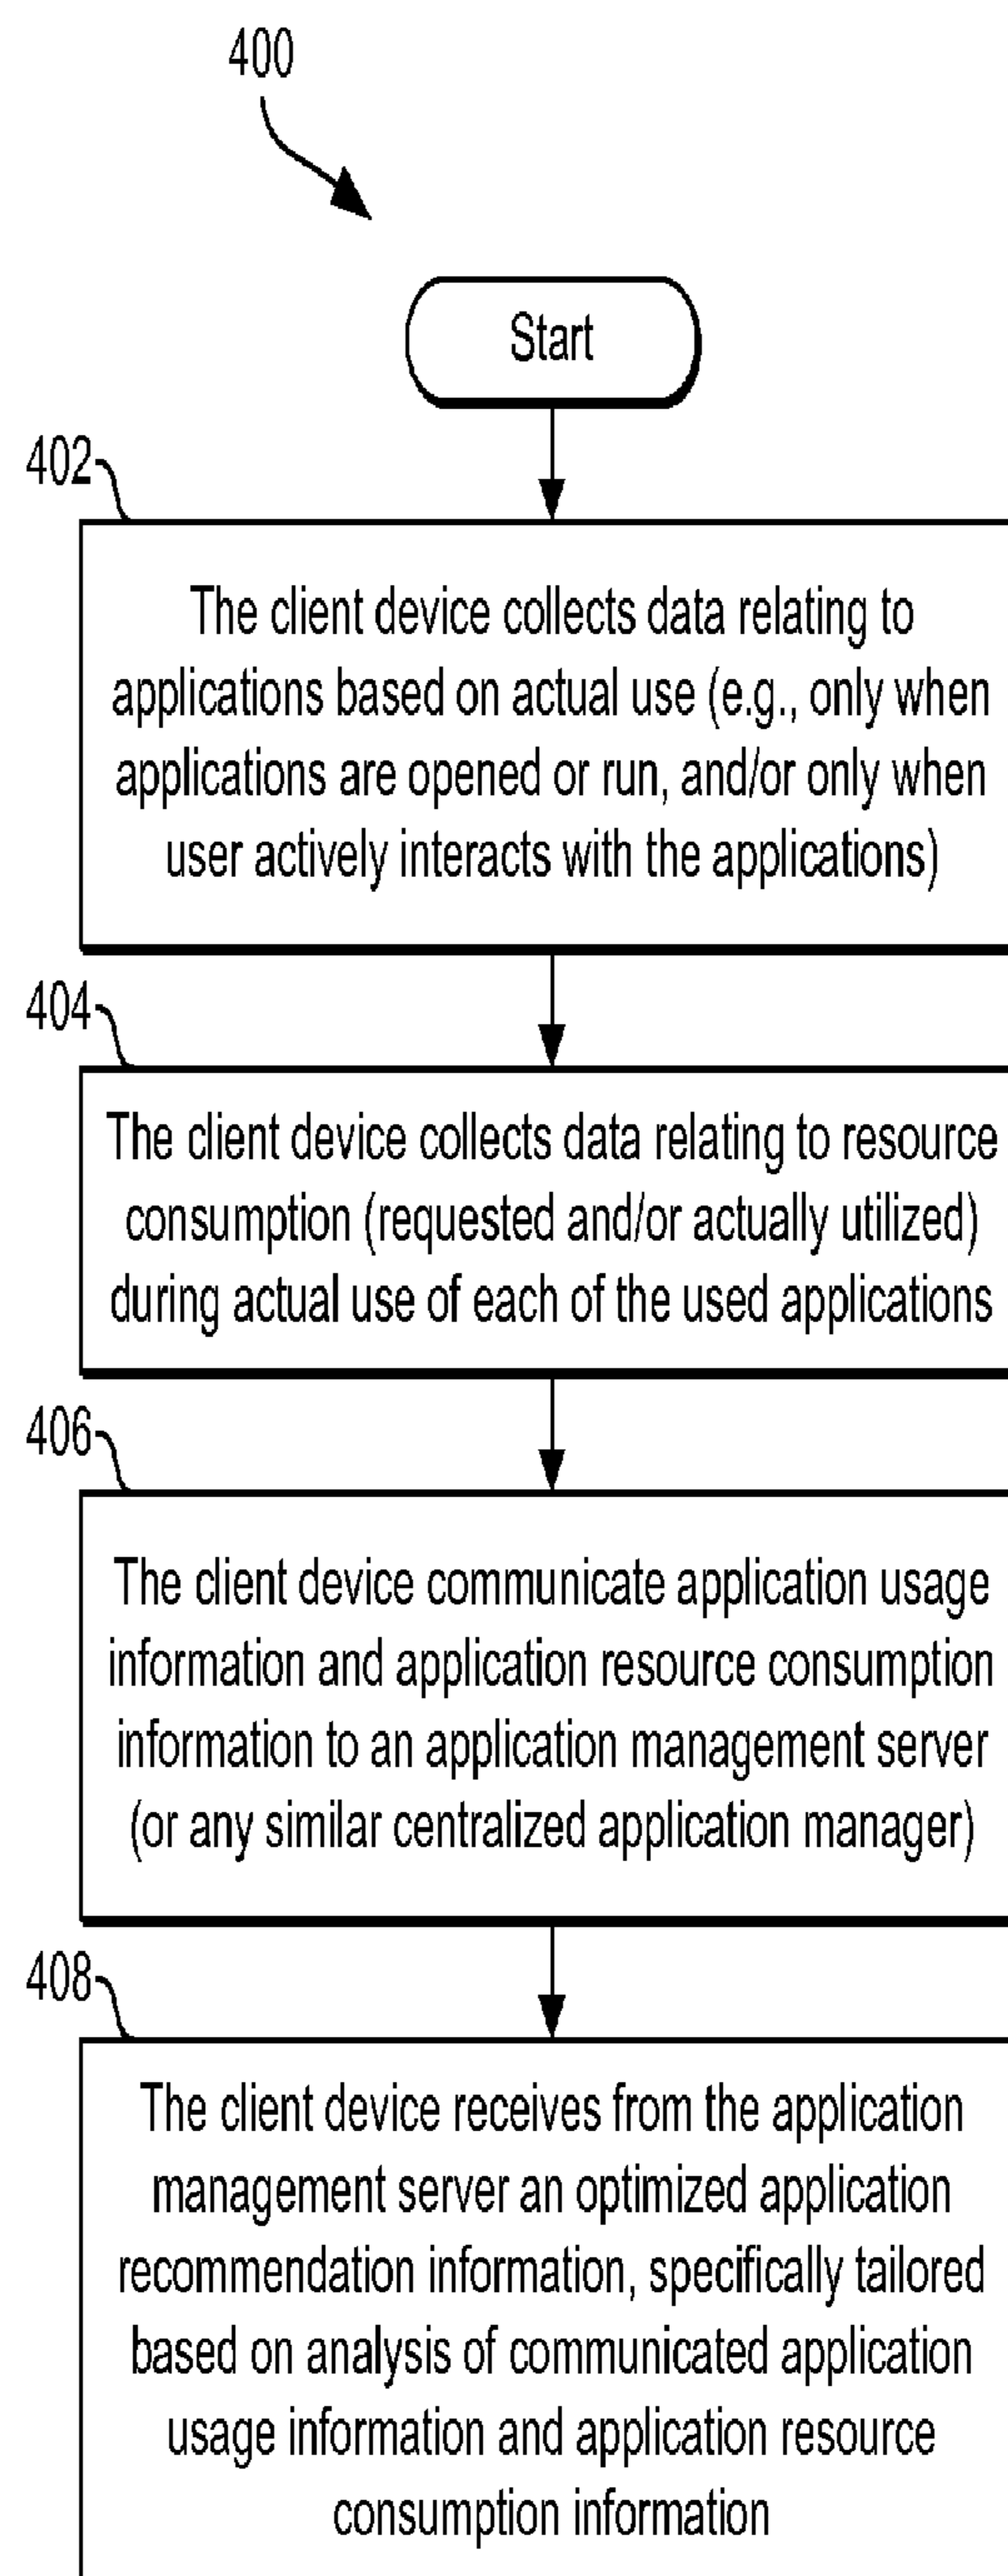 400
Start
402
The client device collects data relating to
applications based on actual use (e.g., only when
applications are opened or run, and/or only when
user actively interacts with the applications)
404
The client device collects data relating to resource
consumption (requested and/or actually utilized)
during actual use of each of the used applications
406
The client device communicate application usage
information and application resource consumption
information to an application management server
(or any similar centralized application manager)
408
The client device receives from the application
management server an optimized application
recommendation information, specifically tailored
based on analysis of communicated application
usage information and application resource
consumption information